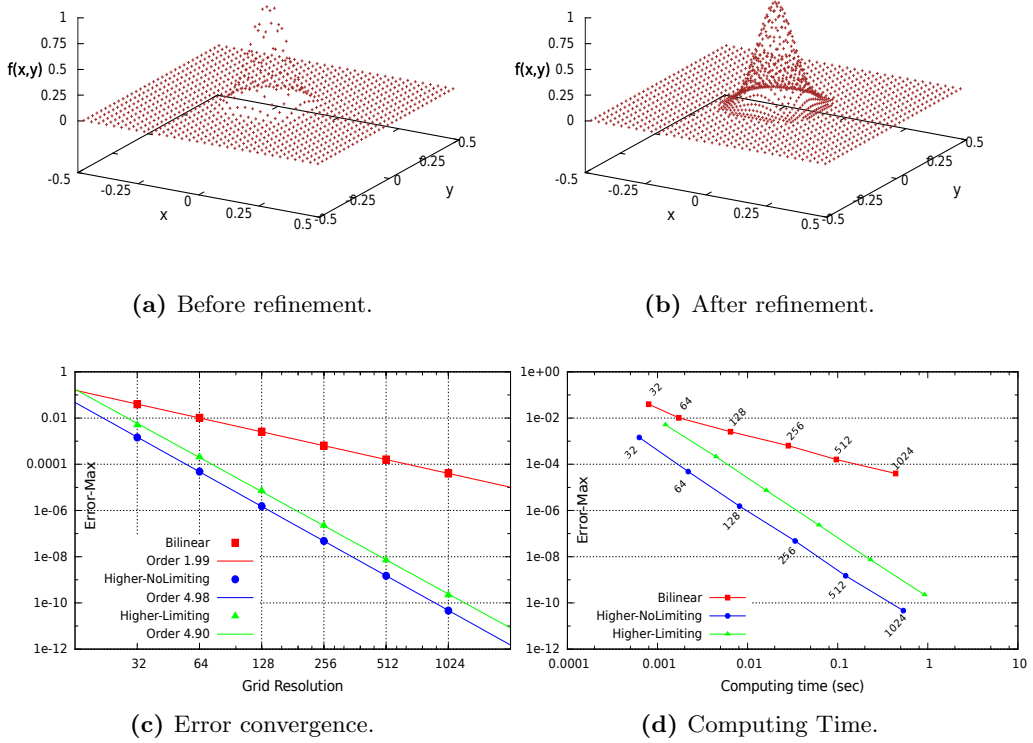 1
0.75
0.5
f(x,y)
0.25
0
-0.5
-0.25
0
0.25
0.5
x
-0.5
-0.25
0
0.25
0.5
y
(a) Before refinement.
1
0.75
0.5
f(x,y)
0.25
0
-0.5
-0.25
0
0.25
0.5
x
-0.5
-0.25
0
0.25
0.5
y
(b) After refinement.
1
0.01
0.0001
1e-06
1e-08
1e-10
1e-12
Error-Max
Bilinear
Order 1.99
Higher-NoLimiting
Order 4.98
Higher-Limiting
Order 4.90
32 64 128 256 512 1024
Grid Resolution
(c) Error convergence.
1e+00
1e-02
1e-04
1e-06
1e-08
1e-10
1e-12
Error-Max
32
64
128
256
512
1024
32
64
128
256
512
1024
Bilinear
Higher-NoLimiting
Higher-Limiting
0.0001 0.001 0.01 0.1 1 10
Computing time (sec)
(d) Computing Time.